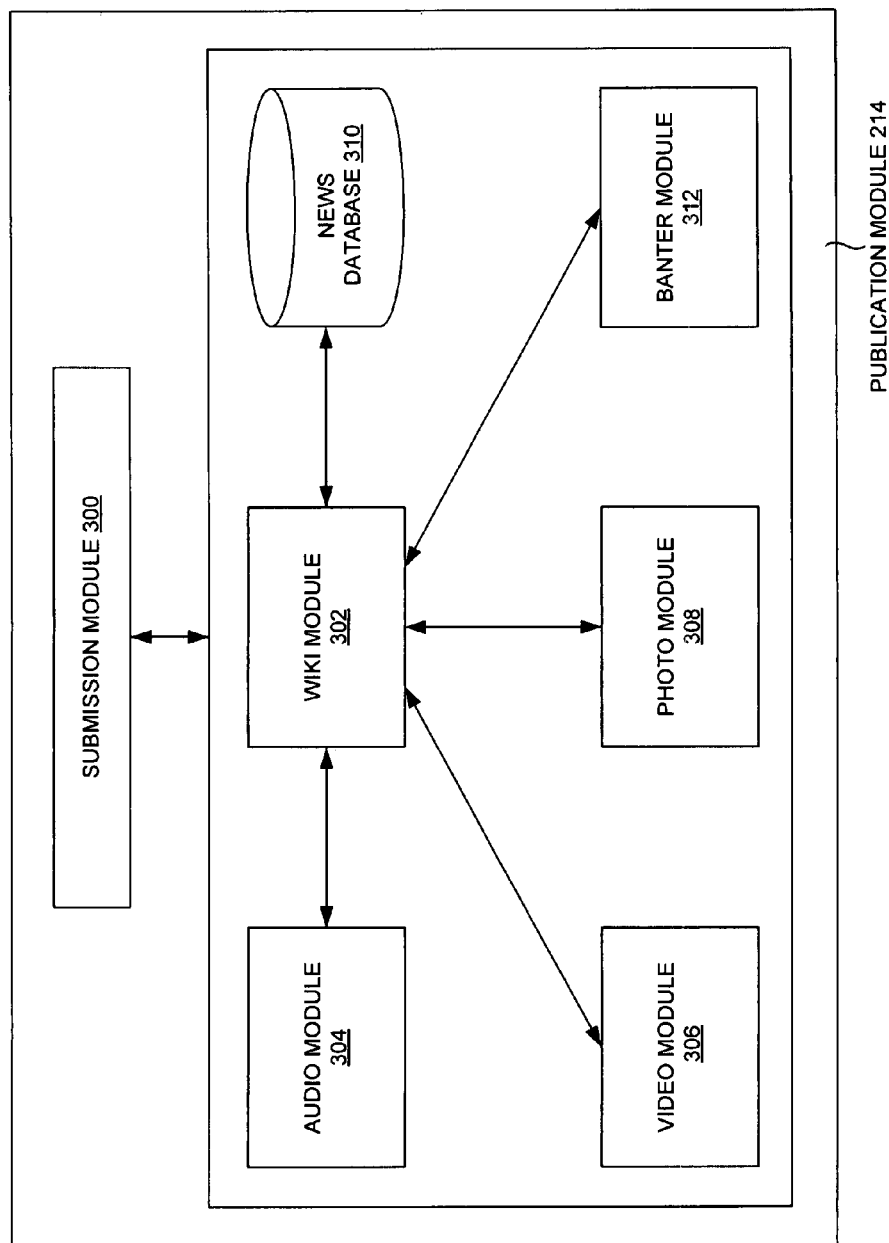 SUBMISSION MODULE 300
AUDIO MODULE
304
WIKI MODULE
302
NEWS
DATABASE 310
VIDEO MODULE
306
PHOTO MODULE
308
BANTER MODULE
312
PUBLICATION MODULE 214